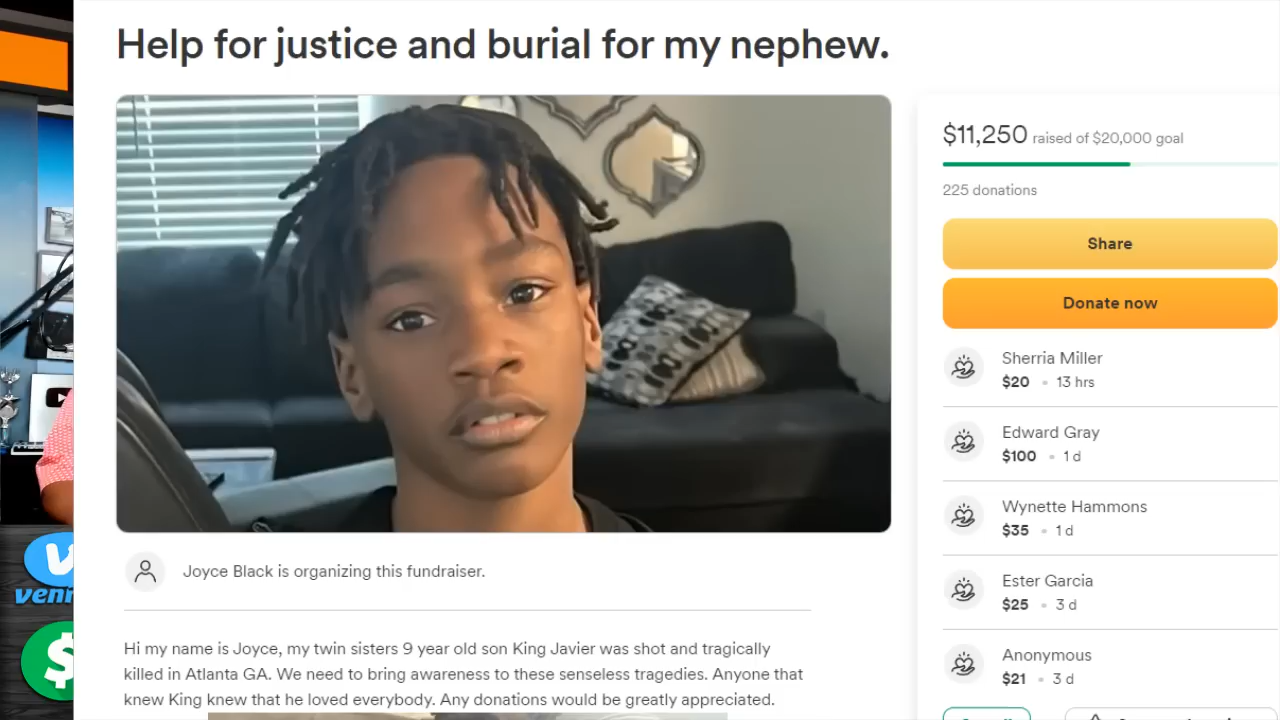 Help for justice and burial for my nephew.
$11,250 raised of $20,000 goal
225 donations
Share
Donate now
Sherria Miller
$20 • 13 hrs
Edward Gray
$100 • 1 d
Wynette Hammons
$35 • 1 d
Ester Garcia
$25 • 3 d
Anonymous
$21 • 3 d
Joyce Black is organizing this fundraiser.
Hi my name is Joyce, my twin sisters 9 year old son King Javier was shot and tragically
killed in Atlanta GA. We need to bring awareness to these senseless tragedies. Anyone that
knew King knew that he loved everybody. Any donations would be greatly appreciated.
$